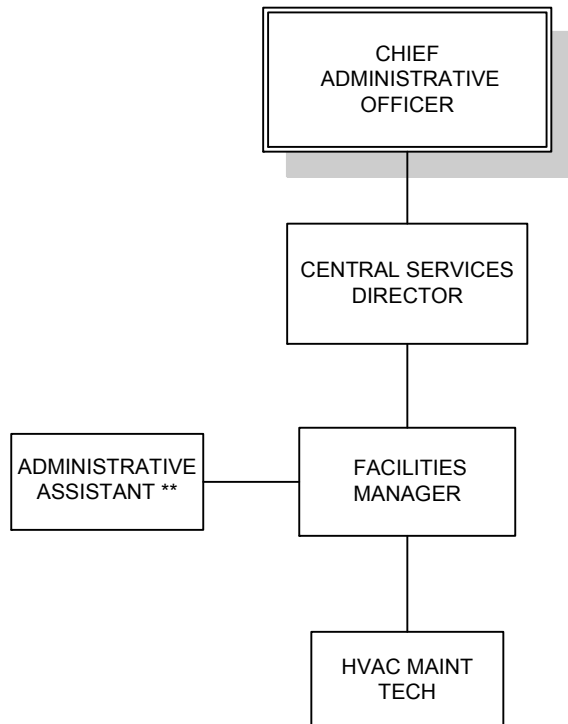 CHIEF
ADMINISTRATIVE
OFFICER
CENTRAL SERVICES
DIRECTOR
ADMINISTRATIVE
ASSISTANT **
FACILITIES
MANAGER
HVAC MAINT
TECH